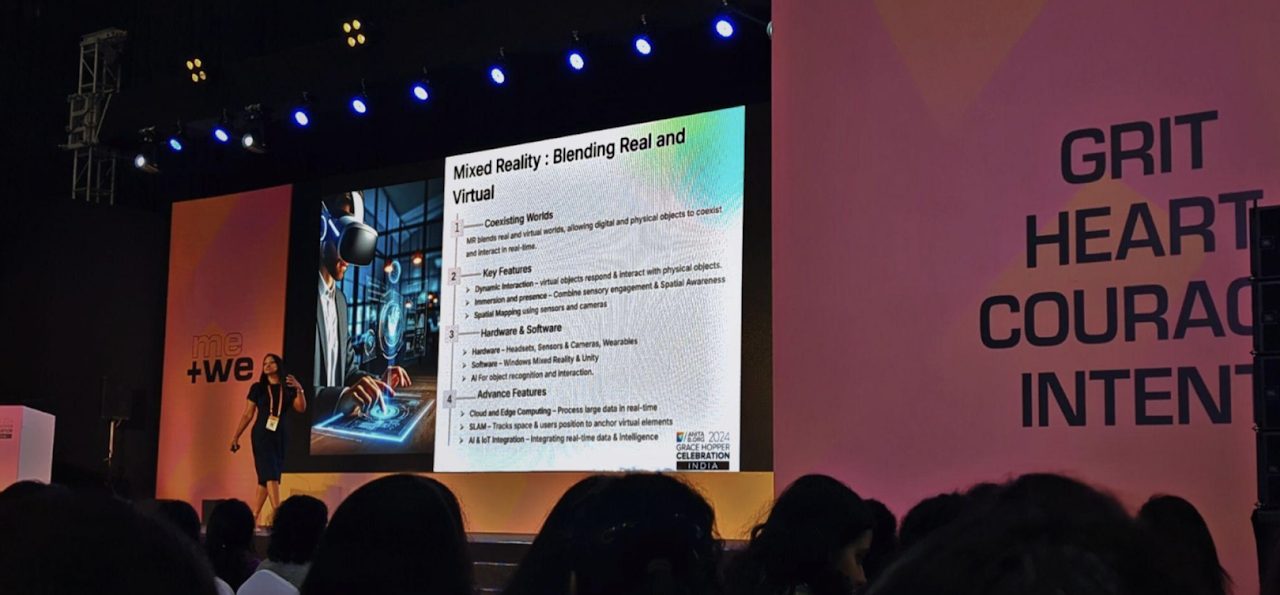 me
+we
Mixed Reality : Blending Real and
Virtual
1 Coexisting Worlds
MR blends real and virtual worlds, allowing digital and physical objects to coexist
and interact in real-time.
2 Key Features
➤ Dynamic Interaction – virtual objects respond & interact with physical objects.
➤ Immersion and presence – Combine sensory engagement & Spatial Awareness
➤ Spatial Mapping using sensors and cameras
3 Hardware & Software
➤ Hardware – Headsets, Sensors & Cameras, Wearables
➤ Software – Windows Mixed Reality & Unity
➤ AI For object recognition and interaction.
4 Advance Features
➤ Cloud and Edge Computing – Process large data in real-time
➤ SLAM – Tracks space & users position to anchor virtual elements
➤ AI & IoT Integration – Integrating real-time data & Intelligence
ANITA
B.ORG 2024
GRACE HOPPER
CELEBRATION
INDIA
GRIT
HEART
COURAG
INTENT